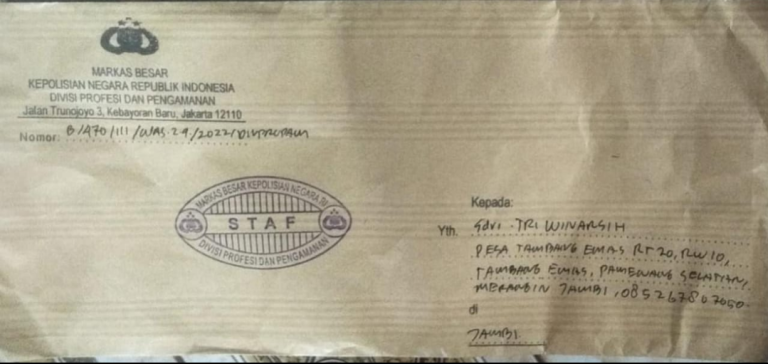 MARKAS BESAR
KEPOLISIAN NEGARA REPUBLIK INDONESIA
DIVISI PROFESI DAN PENGAMANAN
Jalan Trunojoyo 3, Kebayoran Baru, Jakarta 12110
Nomor: B/470/III/WAS.2.4./2022/DIVPROPAM
MARKAS BESAR KEPOLISIAN NEGARA RI
STAF
DIVISI PROFESI DAN PENGAMANAN
Kepada:
Yth. Sdri. TRI WINARSIH
DESA TAMBANG EMAS RT 20, RW 10,
TAMBANG EMAS, PAMENANG SELATAN,
MERANGIN JAMBI, 085267807050.
di
JAMBI.